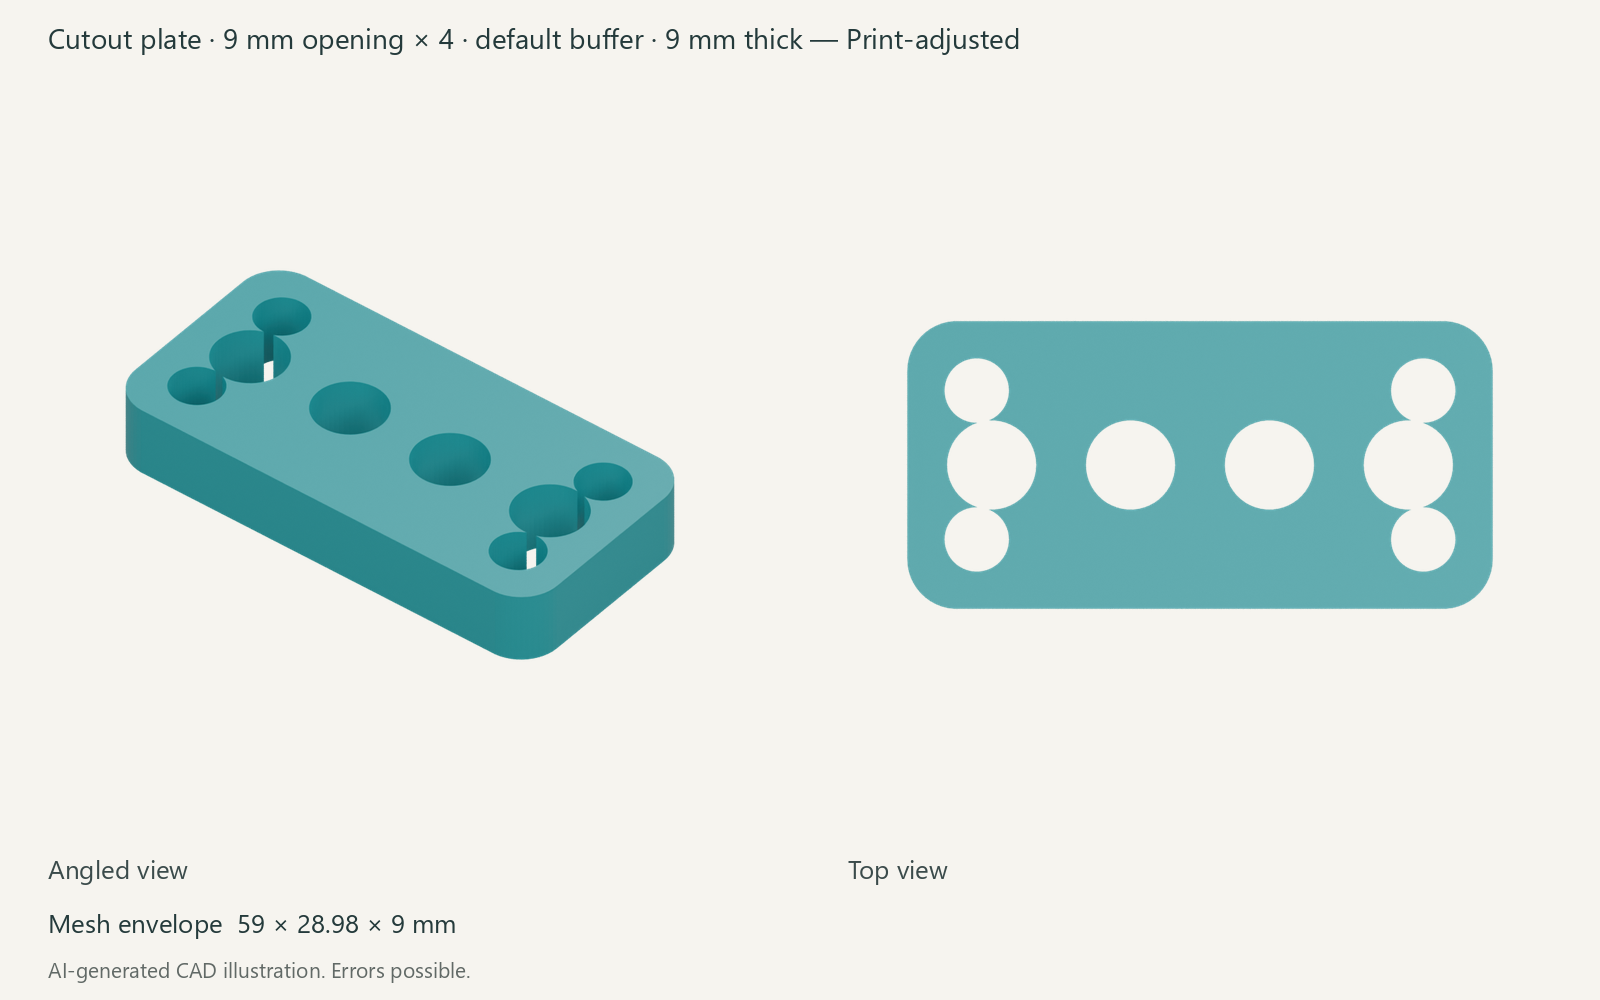 Cutout plate · 9 mm opening × 4 · default buffer · 9 mm thick — Print-adjusted
Angled view
Top view
Mesh envelope 59 × 28.98 × 9 mm
AI-generated CAD illustration. Errors possible.